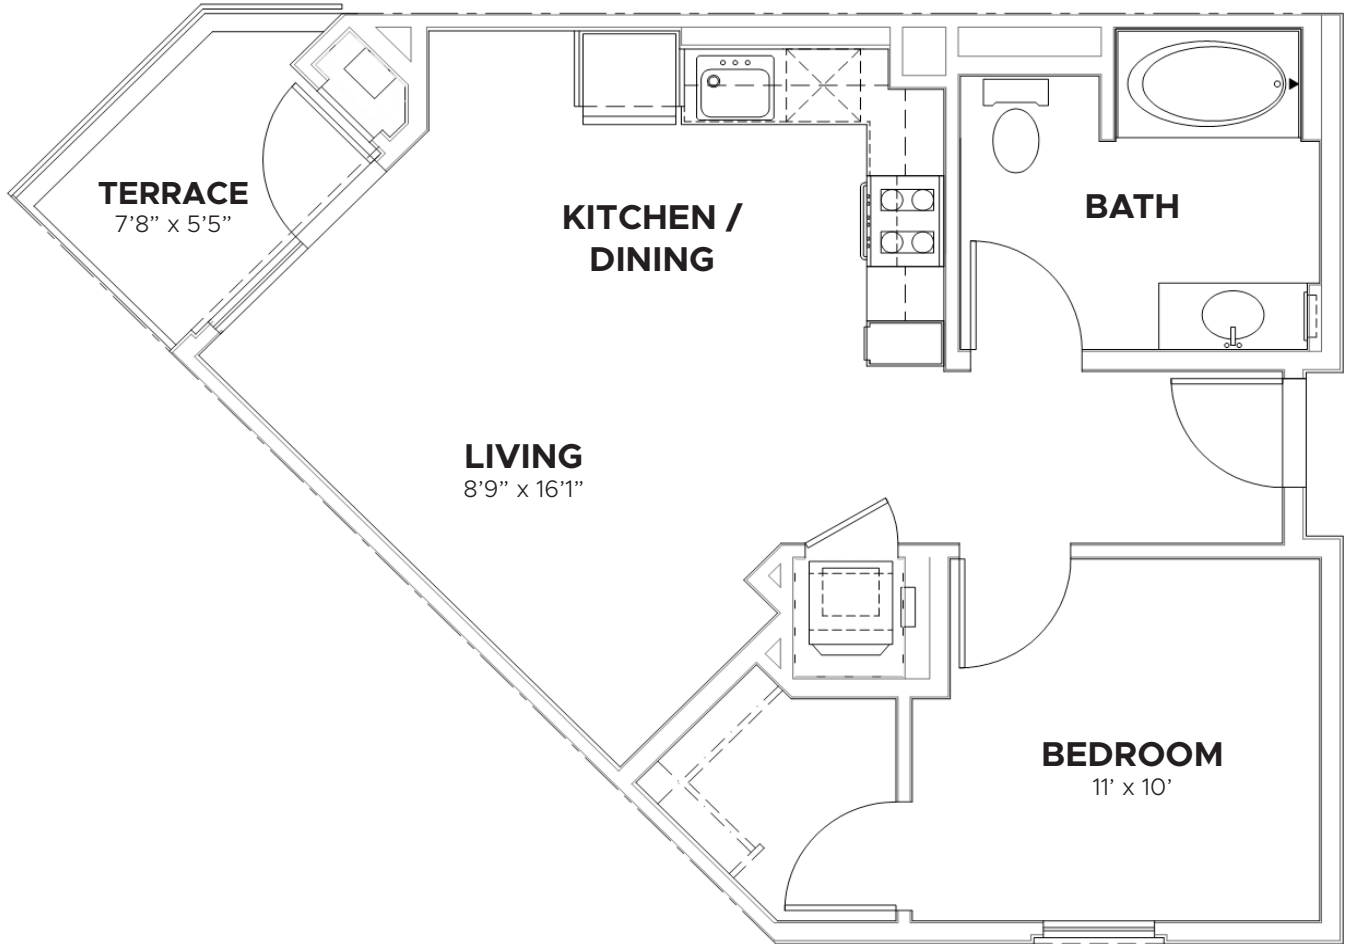 TERRACE
7’8” x 5’5”
KITCHEN /
DINING
BATH
LIVING
8’9” x 16’1”
BEDROOM
11’ x 10’